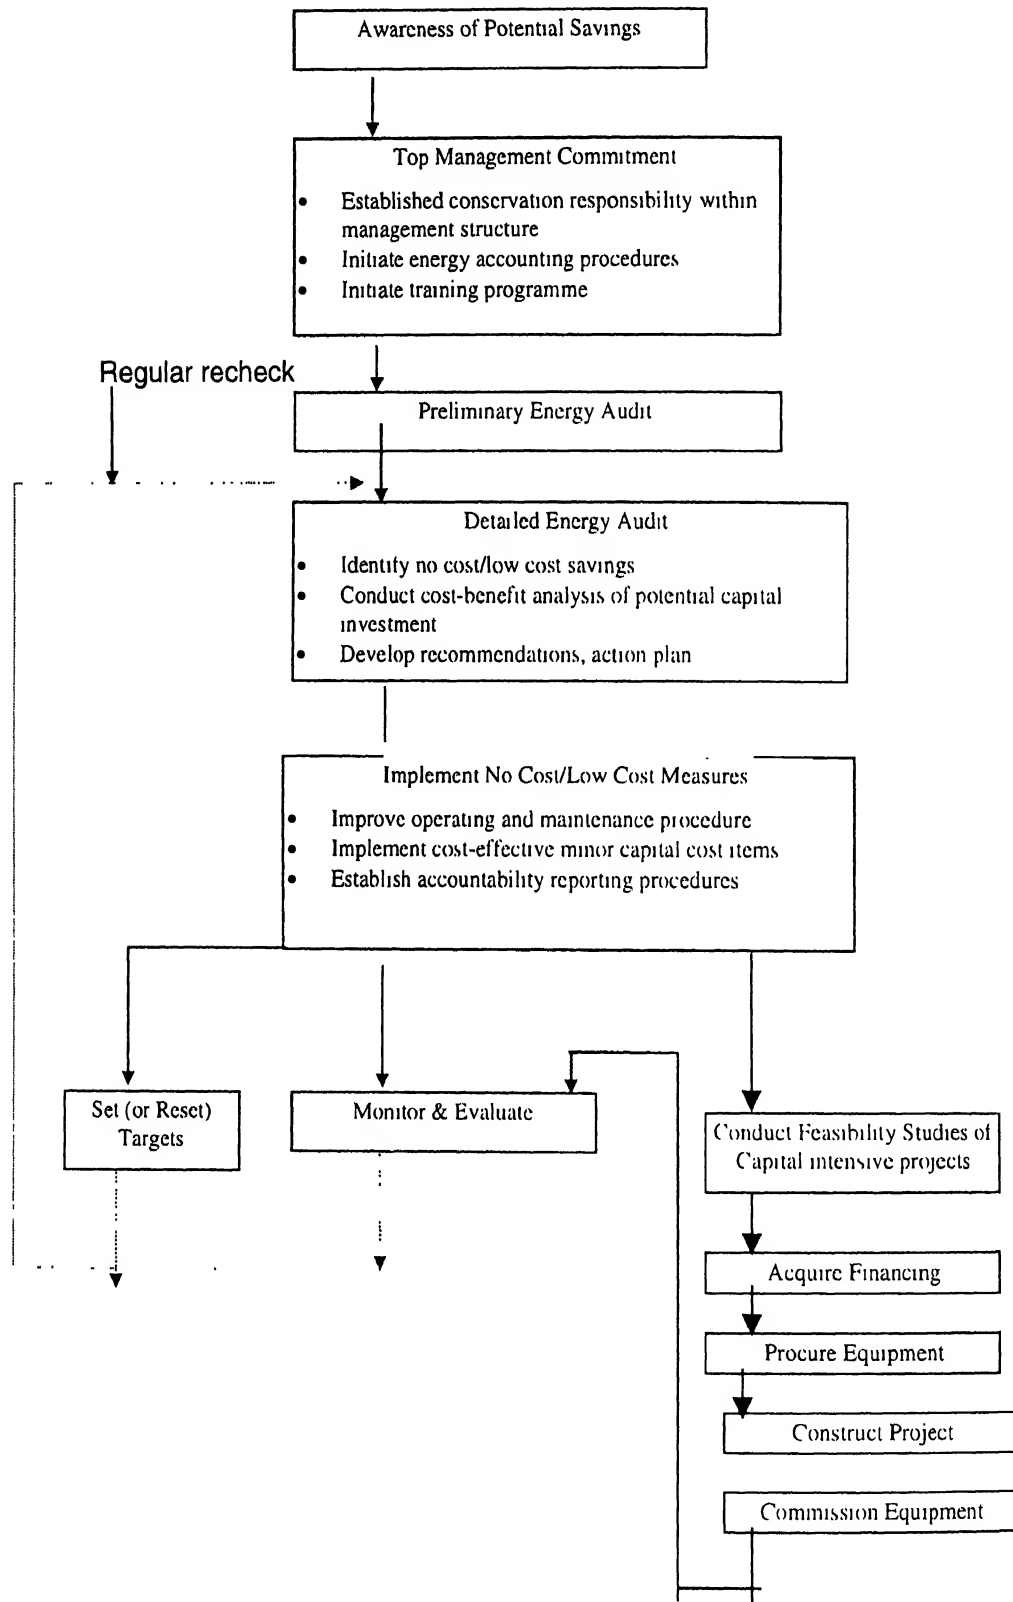 Awareness of Potential Savings
Top Management Commitment
• Established conservation responsibility within
management structure
• Initiate energy accounting procedures
• Initiate training programme
Regular recheck
Preliminary Energy Audit
Detailed Energy Audit
• Identify no cost/low cost savings
• Conduct cost-benefit analysis of potential capital
investment
• Develop recommendations, action plan
Implement No Cost/Low Cost Measures
• Improve operating and maintenance procedure
• Implement cost-effective minor capital cost items
• Establish accountability reporting procedures
Set (or Reset)
Targets
Monitor & Evaluate
Conduct Feasibility Studies of
Capital intensive projects
Acquire Financing
Procure Equipment
Construct Project
Commission Equipment